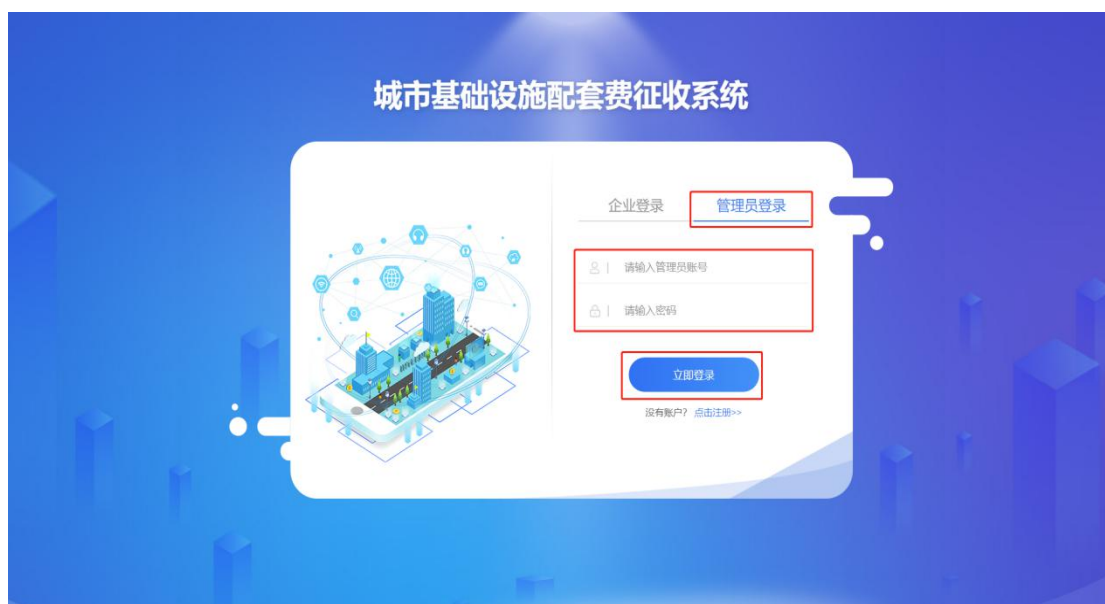 城市基础设施配套费征收系统
企业登录 管理员登录
请输入管理员账号
请输入密码
立即登录
没有账户? 点击注册>>